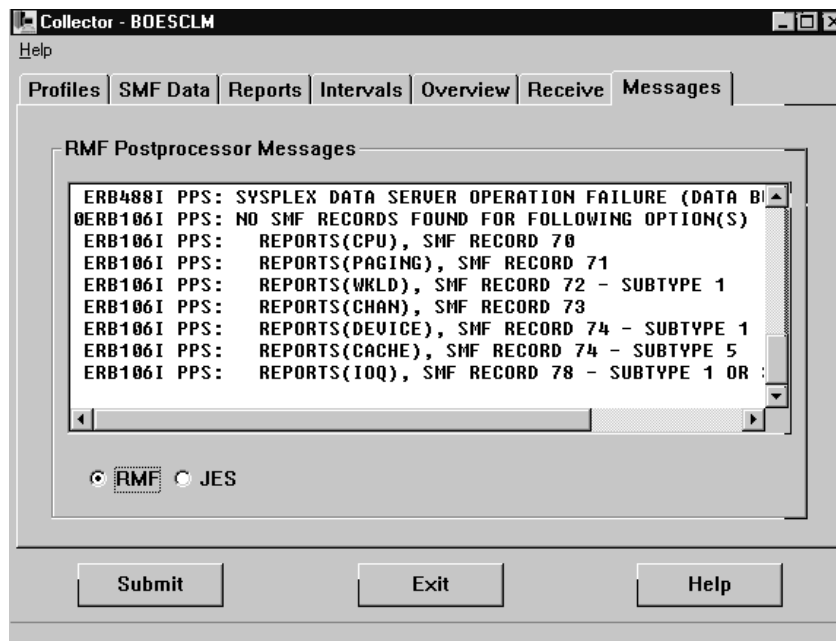 Collector - BOESCLM
Help
Profiles SMF Data Reports Intervals Overview Receive Messages
RMF Postprocessor Messages
ERB488I PPS: SYSPLEX DATA SERVER OPERATION FAILURE (DATA
0ERB106I PPS: NO SMF RECORDS FOUND FOR FOLLOWING OPTION(S)
ERB106I PPS: REPORTS(CPU), SMF RECORD 70
ERB106I PPS: REPORTS(PAGING), SMF RECORD 71
ERB106I PPS: REPORTS(WKLD), SMF RECORD 72 - SUBTYPE 1
ERB106I PPS: REPORTS(CHAN), SMF RECORD 73
ERB106I PPS: REPORTS(DEVICE), SMF RECORD 74 - SUBTYPE 1
ERB106I PPS: REPORTS(CACHE), SMF RECORD 74 - SUBTYPE 5
ERB106I PPS: REPORTS(IOQ), SMF RECORD 78 - SUBTYPE 1 OR
RMF JES
Submit Exit Help